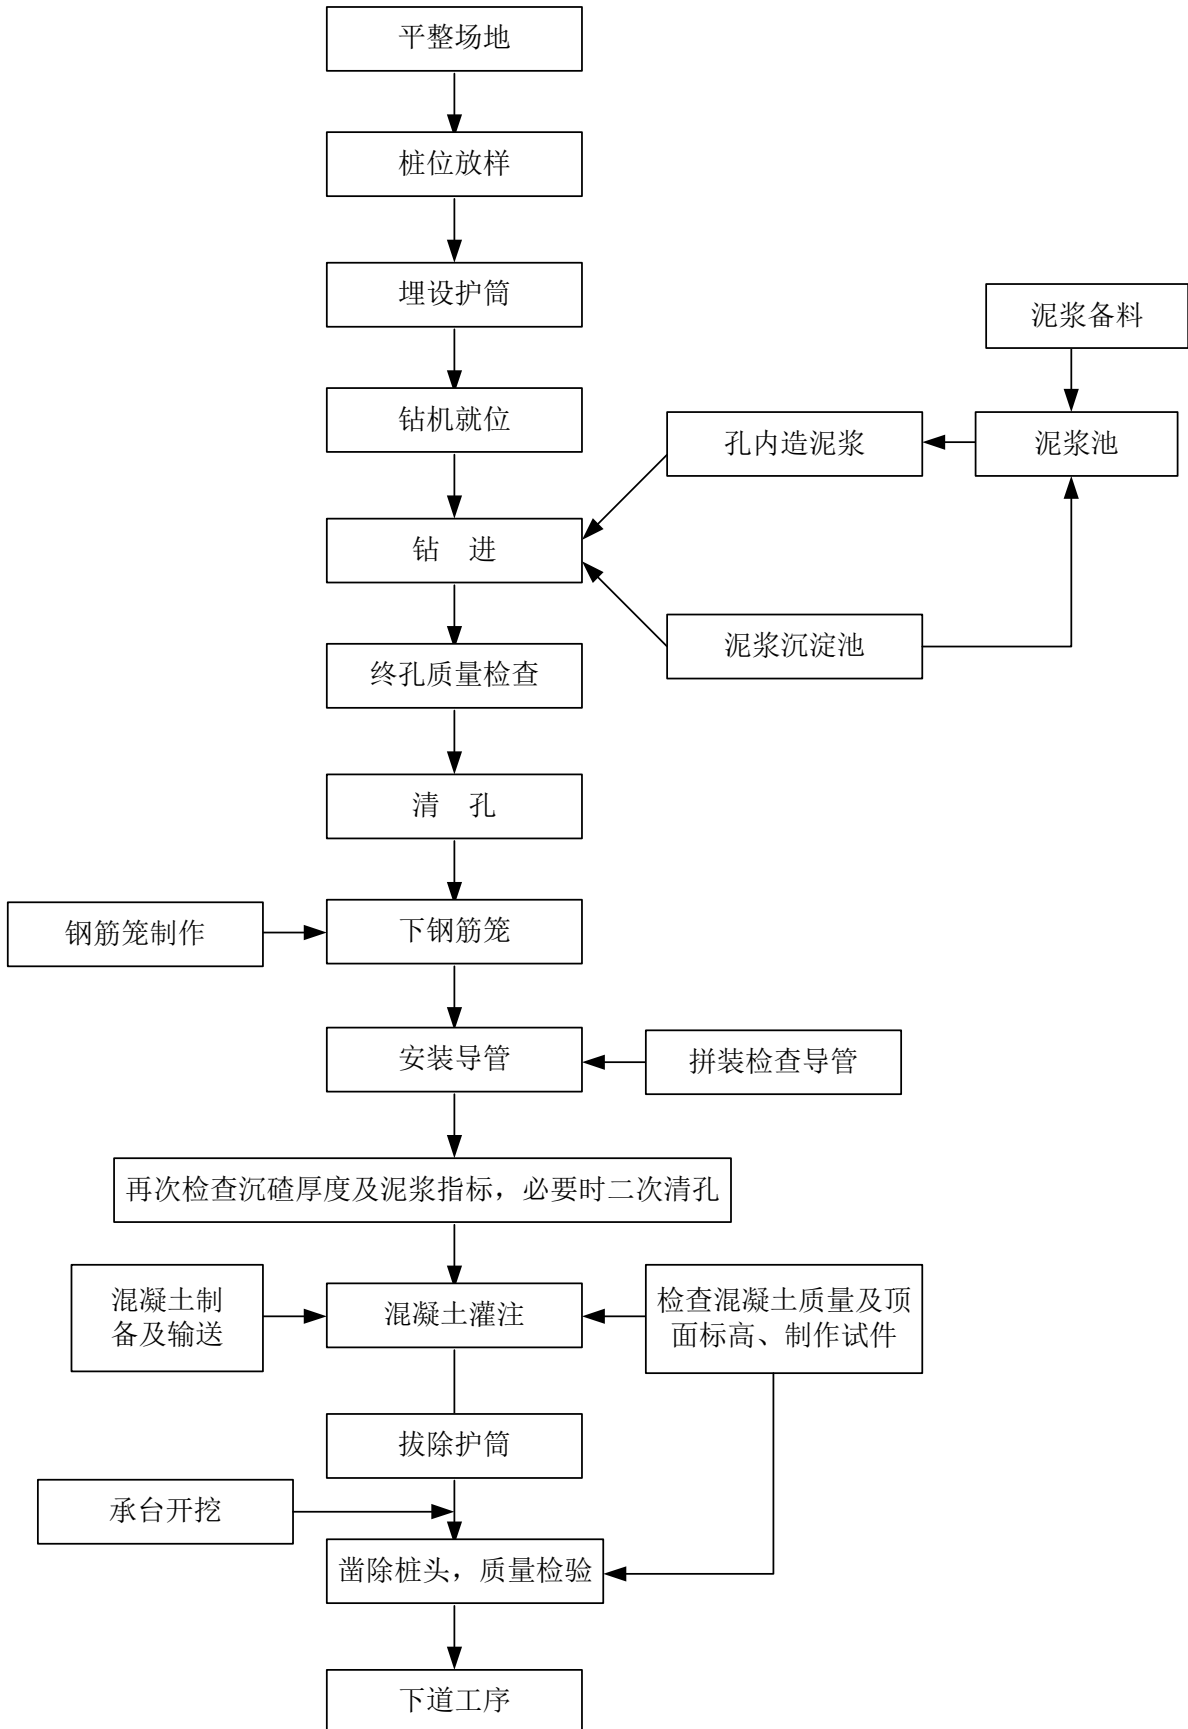 平整场地
桩位放样
埋设护筒
泥浆备料
钻机就位
孔内造泥浆
泥浆池
钻 进
泥浆沉淀池
终孔质量检查
清 孔
钢筋笼制作
下钢筋笼
安装导管
拼装检查导管
再次检查沉碴厚度及泥浆指标，必要时二次清孔
混凝土制
备及输送
混凝土灌注
检查混凝土质量及顶
面标高、制作试件
拔除护筒
承台开挖
凿除桩头，质量检验
下道工序